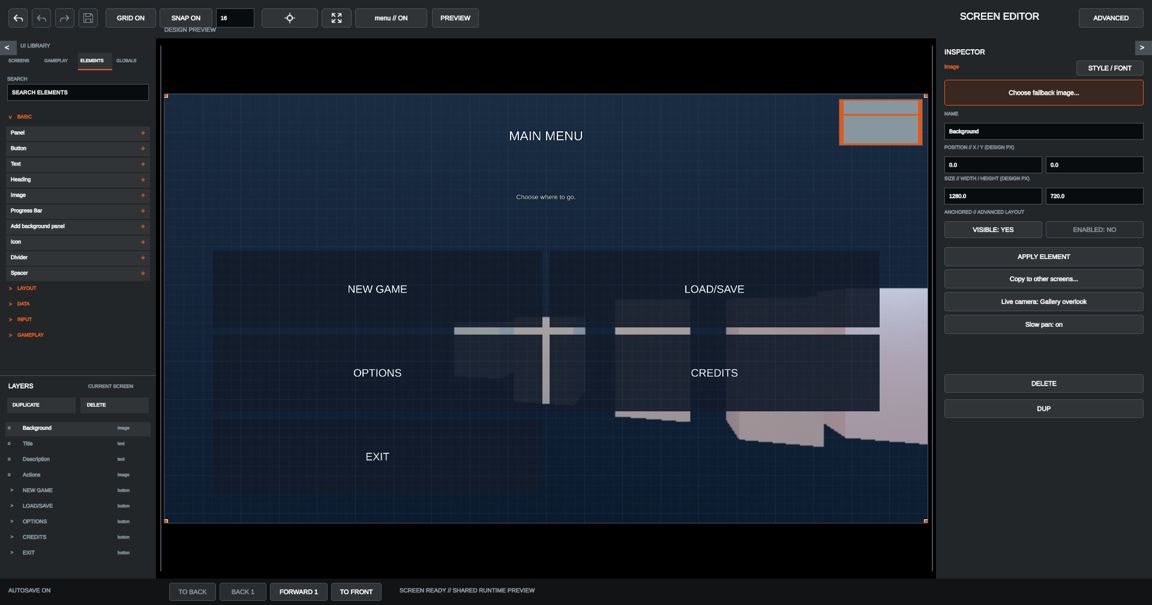 GRID ON
SNAP ON
16
menu // ON
PREVIEW
SCREEN EDITOR
ADVANCED
DESIGN PREVIEW
<
UI LIBRARY
SCREENS GAMEPLAY ELEMENTS GLOBALS
SEARCH
SEARCH ELEMENTS
v BASIC
Panel +
Button +
Text +
Heading +
Image +
Progress Bar +
Add background panel +
Icon +
Divider +
Spacer +
> LAYOUT
> DATA
> INPUT
> GAMEPLAY
LAYERS CURRENT SCREEN
DUPLICATE DELETE
Background image
Title text
Description text
Actions image
> NEW GAME button
> LOAD/SAVE button
> OPTIONS button
> CREDITS button
> EXIT button
MAIN MENU
Choose where to go.
NEW GAME
LOAD/SAVE
OPTIONS
CREDITS
EXIT
>
INSPECTOR
Image
STYLE / FONT
Choose fallback image...
NAME
Background
POSITION // X / Y (DESIGN PX)
0.0 0.0
SIZE // WIDTH / HEIGHT (DESIGN PX)
1280.0 720.0
ANCHORED // ADVANCED LAYOUT
VISIBLE: YES ENABLED: NO
APPLY ELEMENT
Copy to other screens...
Live camera: Gallery overlook
Slow pan: on
DELETE
DUP
AUTOSAVE ON
TO BACK
BACK 1
FORWARD 1
TO FRONT
SCREEN READY // SHARED RUNTIME PREVIEW